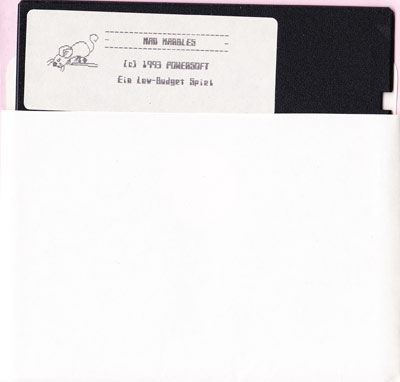 MAD MARBLES
(c) 1993 POWERSOFT
Ein Low-Budget Spiel